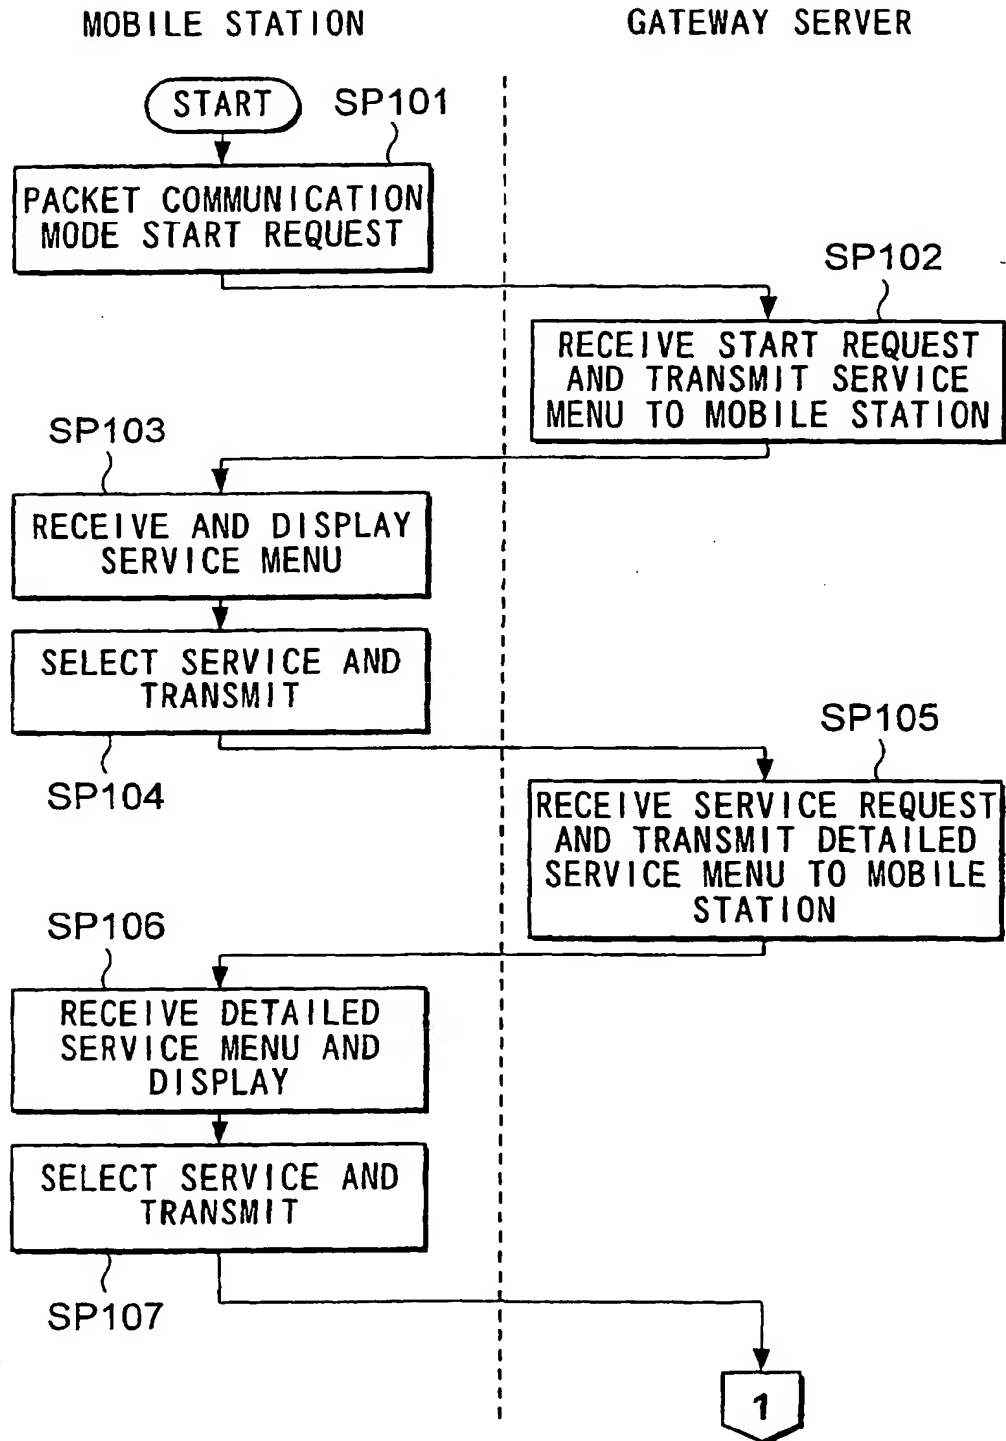 MOBILE STATION
GATEWAY SERVER
START
SP101
PACKET COMMUNICATION
MODE START REQUEST
SP102
RECEIVE START REQUEST
AND TRANSMIT SERVICE
MENU TO MOBILE STATION
SP103
RECEIVE AND DISPLAY
SERVICE MENU
SELECT SERVICE AND
TRANSMIT
SP104
SP105
RECEIVE SERVICE REQUEST
AND TRANSMIT DETAILED
SERVICE MENU TO MOBILE
STATION
SP106
RECEIVE DETAILED
SERVICE MENU AND
DISPLAY
SELECT SERVICE AND
TRANSMIT
SP107
1